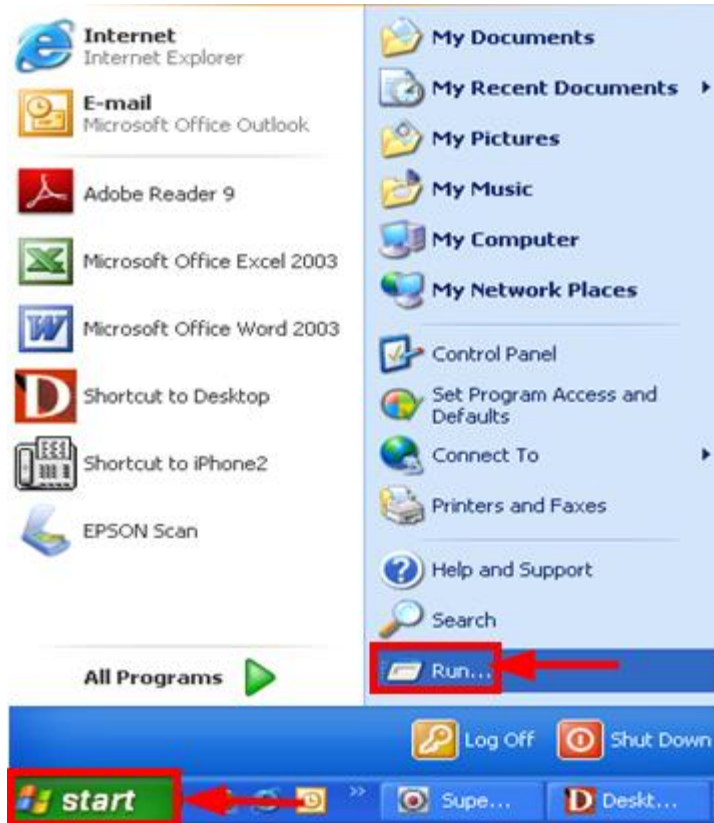 Internet
Internet Explorer
E-mail
Microsoft Office Outlook
Adobe Reader 9
Microsoft Office Excel 2003
Microsoft Office Word 2003
Shortcut to Desktop
Shortcut to iPhone2
EPSON Scan
All Programs
My Documents
My Recent Documents
My Pictures
My Music
My Computer
My Network Places
Control Panel
Set Program Access and
Defaults
Connect To
Printers and Faxes
Help and Support
Search
Run...
Log Off
Shut Down
start
Supe...
Deskt...